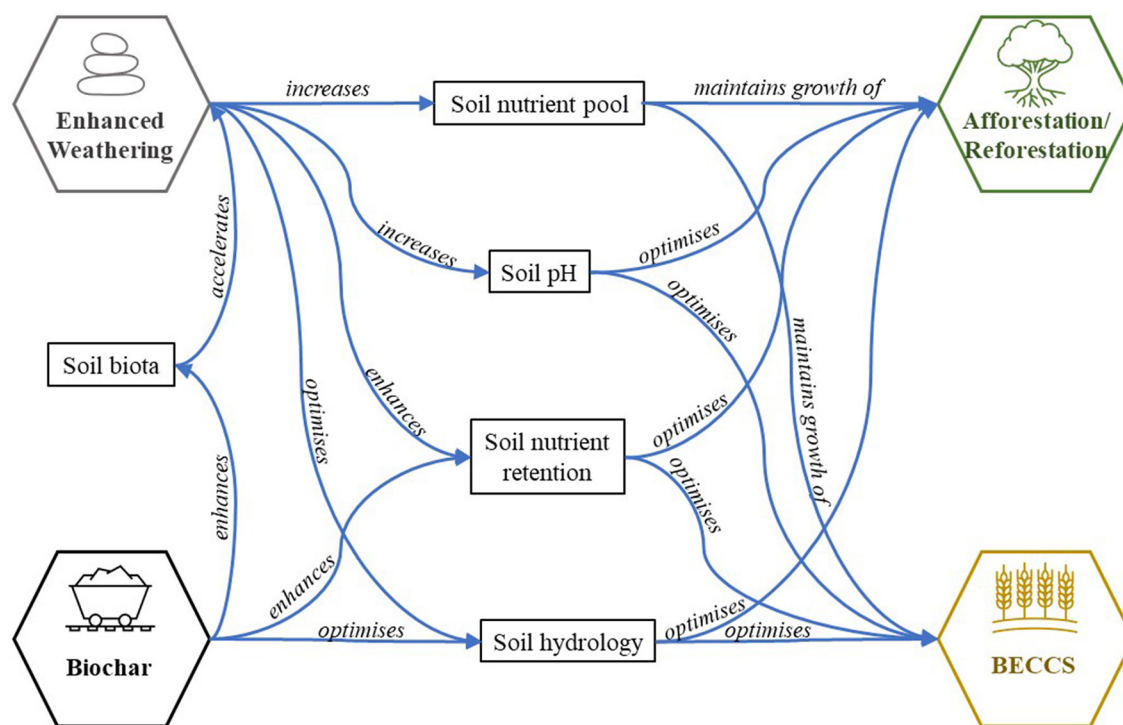 increases
Soil nutrient pool
maintains growth of
Enhanced
Weathering
Afforestation/
Reforestation
accelerates
increases
Soil pH
optimises
optimises
Soil biota
optimises
enhances
maintains growth of
Soil nutrient
retention
optimises
optimises
enhances
enhances
Biochar
optimises
Soil hydrology
optimises
optimises
BECCS